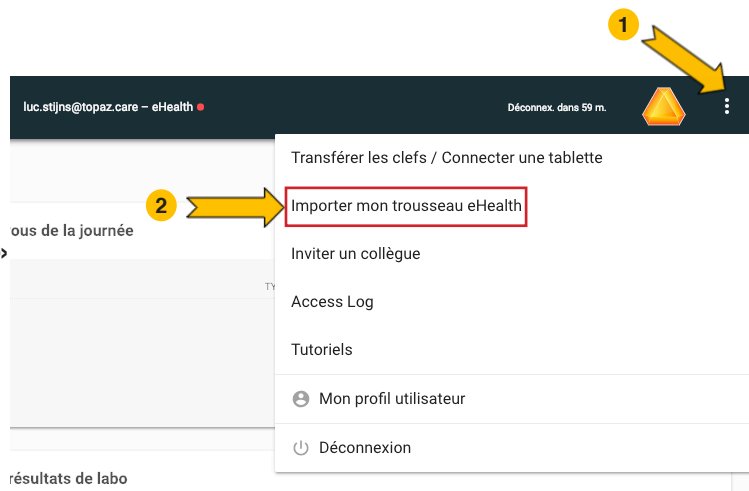 1
luc.stijns@topaz.care – eHealth
Déconnex. dans 59 m.
Transférer les clefs / Connecter une tablette
2
Importer mon trousseau eHealth
ous de la journée
Inviter un collègue
TY
Access Log
Tutoriels
Mon profil utilisateur
Déconnexion
résultats de labo